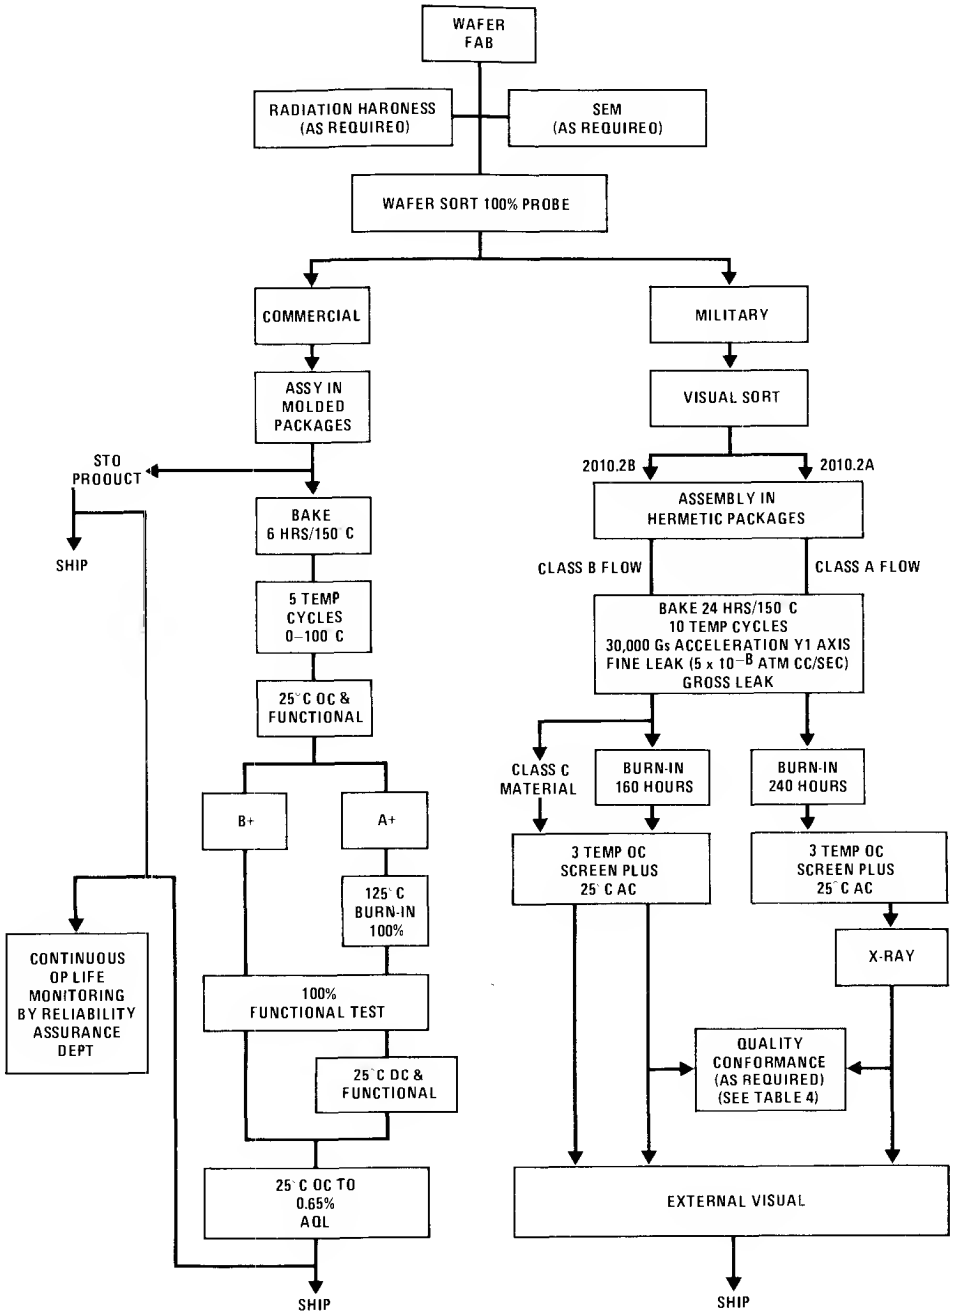 WAFER
FAB
RADIATION HARONESS
(AS REQUIREO)
SEM
(AS REQUIREO)
WAFER SORT 100% PROBE
COMMERCIAL
MILITARY
ASSY IN
MOLDED
PACKAGES
VISUAL SORT
STO
PROOUCT
SHIP
2010.2B
2010.2A
BAKE
6 HRS/150°C
ASSEMBLY IN
HERMETIC PACKAGES
CLASS B FLOW
CLASS A FLOW
5 TEMP
CYCLES
0–100°C
BAKE 24 HRS/150°C
10 TEMP CYCLES
30,000 Gs ACCELERATION Y1 AXIS
FINE LEAK (5 x 10–B ATM CC/SEC)
GROSS LEAK
25°C OC &
FUNCTIONAL
CLASS C
MATERIAL
BURN-IN
160 HOURS
BURN-IN
240 HOURS
B+
A+
3 TEMP OC
SCREEN PLUS
25°C AC
3 TEMP OC
SCREEN PLUS
25°C AC
125°C
BURN-IN
100%
X-RAY
CONTINUOUS
OP LIFE
MONITORING
BY RELIABILITY
ASSURANCE
DEPT
100%
FUNCTIONAL TEST
25°C DC &
FUNCTIONAL
QUALITY
CONFORMANCE
(AS REQUIRED)
(SEE TABLE 4)
25°C OC TO
0.65%
AQL
EXTERNAL VISUAL
SHIP
SHIP